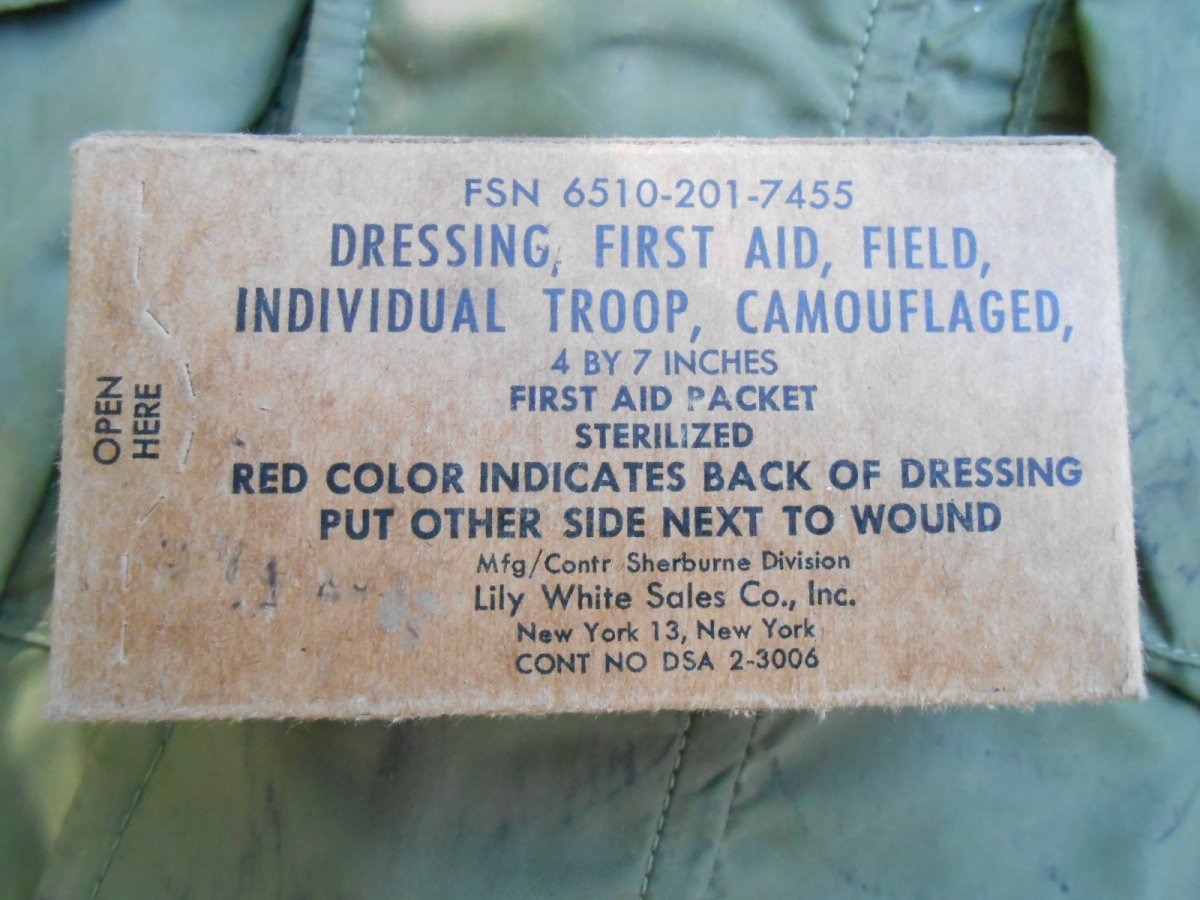 FSN 6510-201-7455
DRESSING, FIRST AID, FIELD,
INDIVIDUAL TROOP, CAMOUFLAGED,
4 BY 7 INCHES
FIRST AID PACKET
STERILIZED
RED COLOR INDICATES BACK OF DRESSING
PUT OTHER SIDE NEXT TO WOUND
Mfg/Contr Sherburne Division
Lily White Sales Co., Inc.
New York 13, New York
CONT NO DSA 2-3006
OPEN
HERE